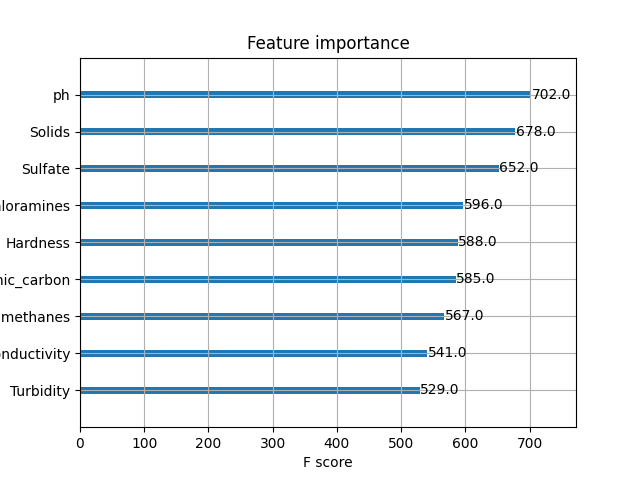 Feature importance
ph 702.0
Solids 678.0
Sulfate 652.0
loramines 596.0
Hardness 588.0
nic_carbon 585.0
methanes 567.0
onductivity 541.0
Turbidity 529.0
0 100 200 300 400 500 600 700
F score